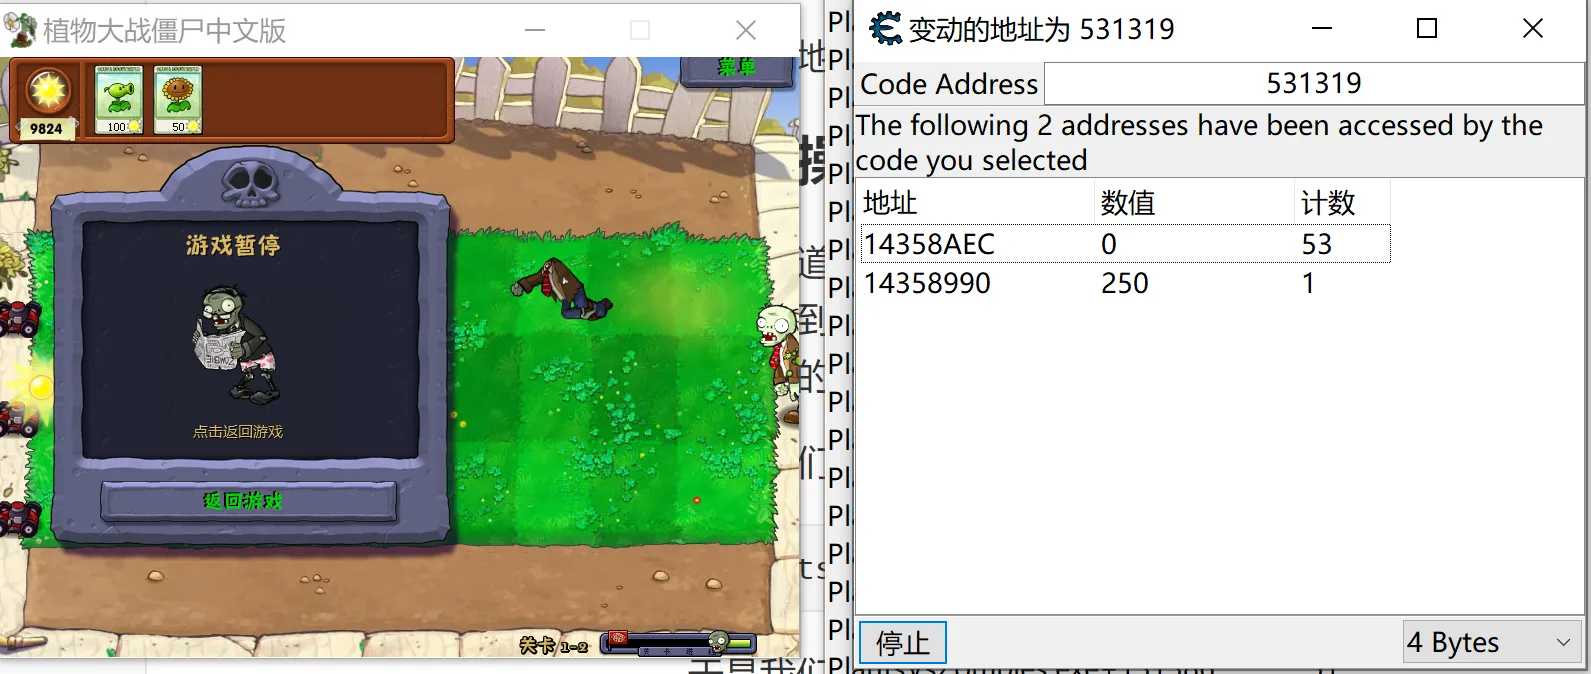 植物大战僵尸中文版
菜单
9824
100
50
游戏暂停
点击返回游戏
返回游戏
关卡 1-2
变动的地址为 531319
Code Address
531319
The following 2 addresses have been accessed by the
code you selected
地址 数值 计数
14358AEC 0 53
14358990 250 1
停止
4 Bytes